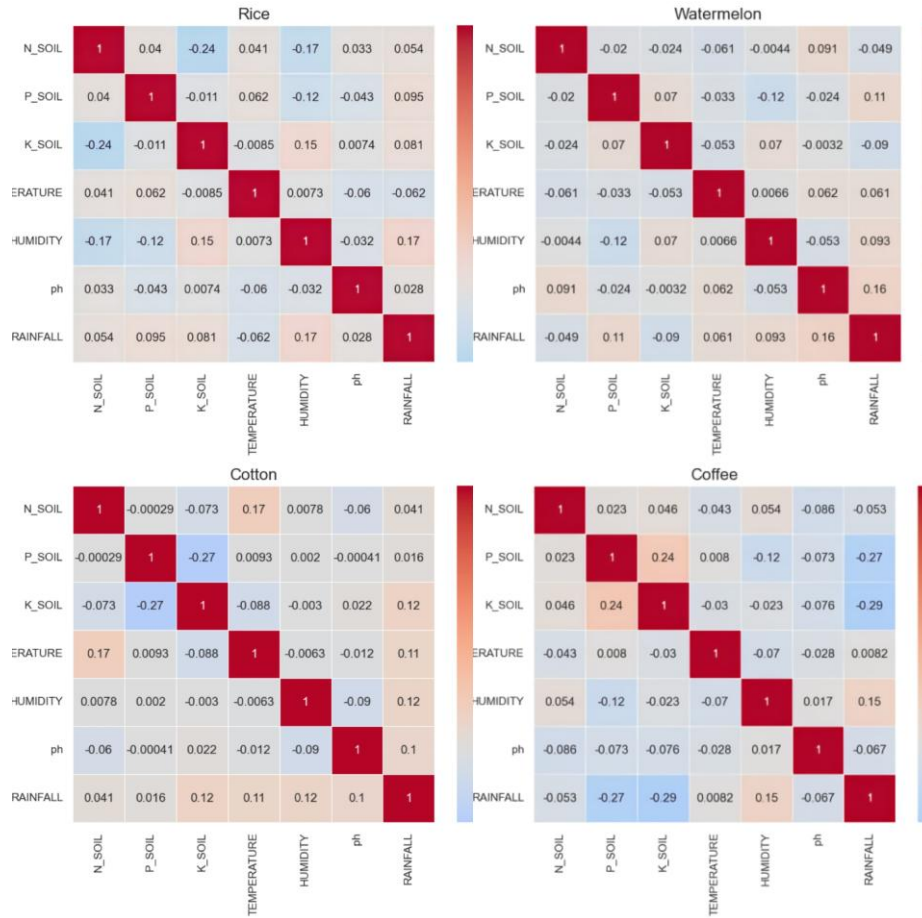 Rice
N_SOIL 1 0.04 -0.24 0.041 -0.17 0.033 0.054
P_SOIL 0.04 1 -0.011 0.062 -0.12 -0.043 0.095
K_SOIL -0.24 -0.011 1 -0.0085 0.15 0.0074 0.081
ERATURE 0.041 0.062 -0.0085 1 0.0073 -0.06 -0.062
HUMIDITY -0.17 -0.12 0.15 0.0073 1 -0.032 0.17
ph 0.033 -0.043 0.0074 -0.06 -0.032 1 0.028
RAINFALL 0.054 0.095 0.081 -0.062 0.17 0.028 1
N_SOIL P_SOIL K_SOIL TEMPERATURE HUMIDITY ph RAINFALL
Watermelon
N_SOIL 1 -0.02 -0.024 -0.061 -0.0044 0.091 -0.049
P_SOIL -0.02 1 0.07 -0.033 -0.12 -0.024 0.11
K_SOIL -0.024 0.07 1 -0.053 0.07 -0.0032 -0.09
ERATURE -0.061 -0.033 -0.053 1 0.0066 0.062 0.061
HUMIDITY -0.0044 -0.12 0.07 0.0066 1 -0.053 0.093
ph 0.091 -0.024 -0.0032 0.062 -0.053 1 0.16
RAINFALL -0.049 0.11 -0.09 0.061 0.093 0.16 1
N_SOIL P_SOIL K_SOIL TEMPERATURE HUMIDITY ph RAINFALL
Cotton
N_SOIL 1 -0.00029 -0.073 0.17 0.0078 -0.06 0.041
P_SOIL -0.00029 1 -0.27 0.0093 0.002 -0.00041 0.016
K_SOIL -0.073 -0.27 1 -0.088 -0.003 0.022 0.12
ERATURE 0.17 0.0093 -0.088 1 -0.0063 -0.012 0.11
HUMIDITY 0.0078 0.002 -0.003 -0.0063 1 -0.09 0.12
ph -0.06 -0.00041 0.022 -0.012 -0.09 1 0.1
RAINFALL 0.041 0.016 0.12 0.11 0.12 0.1 1
N_SOIL P_SOIL K_SOIL TEMPERATURE HUMIDITY ph RAINFALL
Coffee
N_SOIL 1 0.023 0.046 -0.043 0.054 -0.086 -0.053
P_SOIL 0.023 1 0.24 0.008 -0.12 -0.073 -0.27
K_SOIL 0.046 0.24 1 -0.03 -0.023 -0.076 -0.29
ERATURE -0.043 0.008 -0.03 1 -0.07 -0.028 0.0082
HUMIDITY 0.054 -0.12 -0.023 -0.07 1 0.017 0.15
ph -0.086 -0.073 -0.076 -0.028 0.017 1 -0.067
RAINFALL -0.053 -0.27 -0.29 0.0082 0.15 -0.067 1
N_SOIL P_SOIL K_SOIL TEMPERATURE HUMIDITY ph RAINFALL